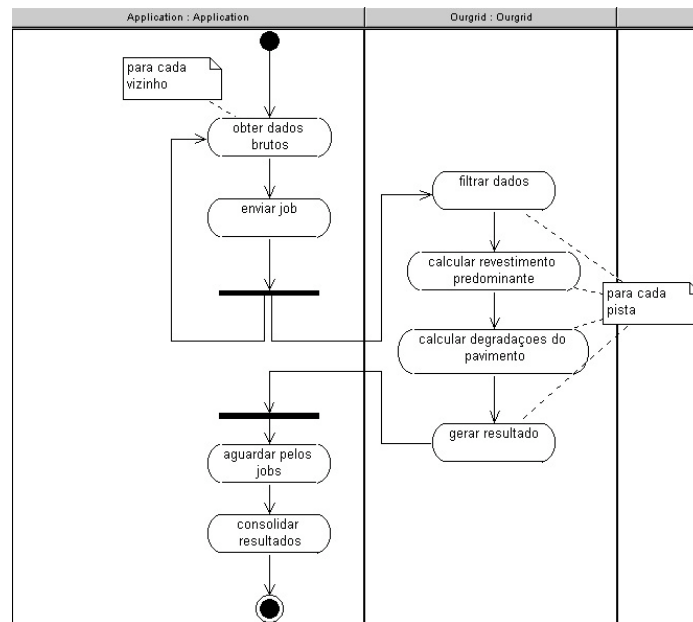 Application : Application
Ourgrid : Ourgrid
para cada
vizinho
obter dados
brutos
enviar job
filtrar dados
calcular revestimento
predominante
para cada
pista
calcular degradaçoes do
pavimento
gerar resultado
aguardar pelos
jobs
consolidar
resultados